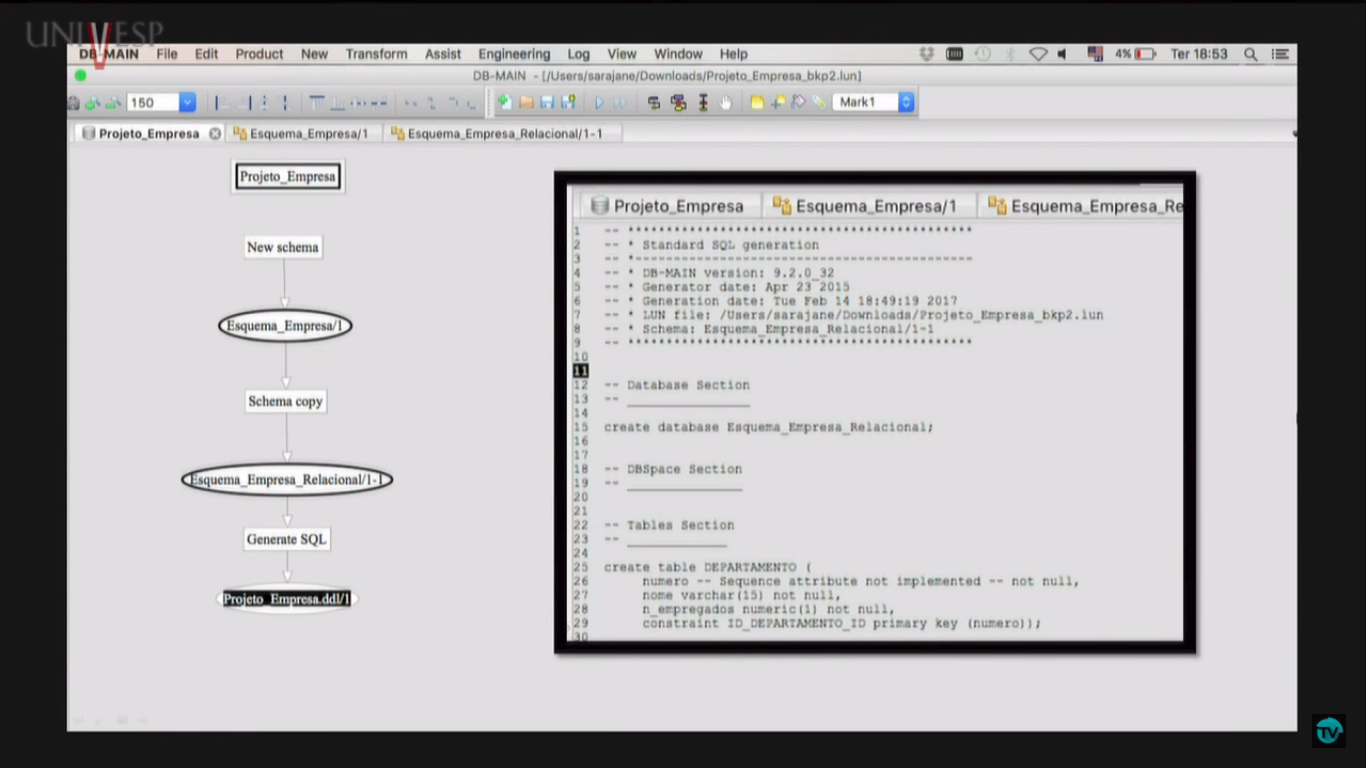 UNIVESP
DB-MAIN File Edit Product New Transform Assist Engineering Log View Window Help 4% Ter 18:53
DB-MAIN - [/Users/sarajane/Downloads/Projeto_Empresa_bkp2.lun]
150 Mark1
Projeto_Empresa Esquema_Empresa/1 Esquema_Empresa_Relacional/1-1
Projeto_Empresa
New schema
Esquema_Empresa/1
Schema copy
Esquema_Empresa_Relacional/1-1
Generate SQL
Projeto_Empresa.ddl/1
Projeto_Empresa Esquema_Empresa/1 Esquema_Empresa_Re
1 -- *********************************************
2 -- * Standard SQL generation
3 -- *--------------------------------------------
4 -- * DB-MAIN version: 9.2.0_32
5 -- * Generator date: Apr 23 2015
6 -- * Generation date: Tue Feb 14 18:49:19 2017
7 -- * LUN file: /Users/sarajane/Downloads/Projeto_Empresa_bkp2.lun
8 -- * Schema: Esquema_Empresa_Relacional/1-1
9 -- *********************************************
10
11
12 -- Database Section
13 -- ________________
14
15 create database Esquema_Empresa_Relacional;
16
17
18 -- DBSpace Section
19 -- _______________
20
21
22 -- Tables Section
23 -- _____________
24
25 create table DEPARTAMENTO (
26 numero -- Sequence attribute not implemented -- not null,
27 nome varchar(15) not null,
28 n_empregados numeric(1) not null,
29 constraint ID_DEPARTAMENTO_ID primary key (numero));
30
TV